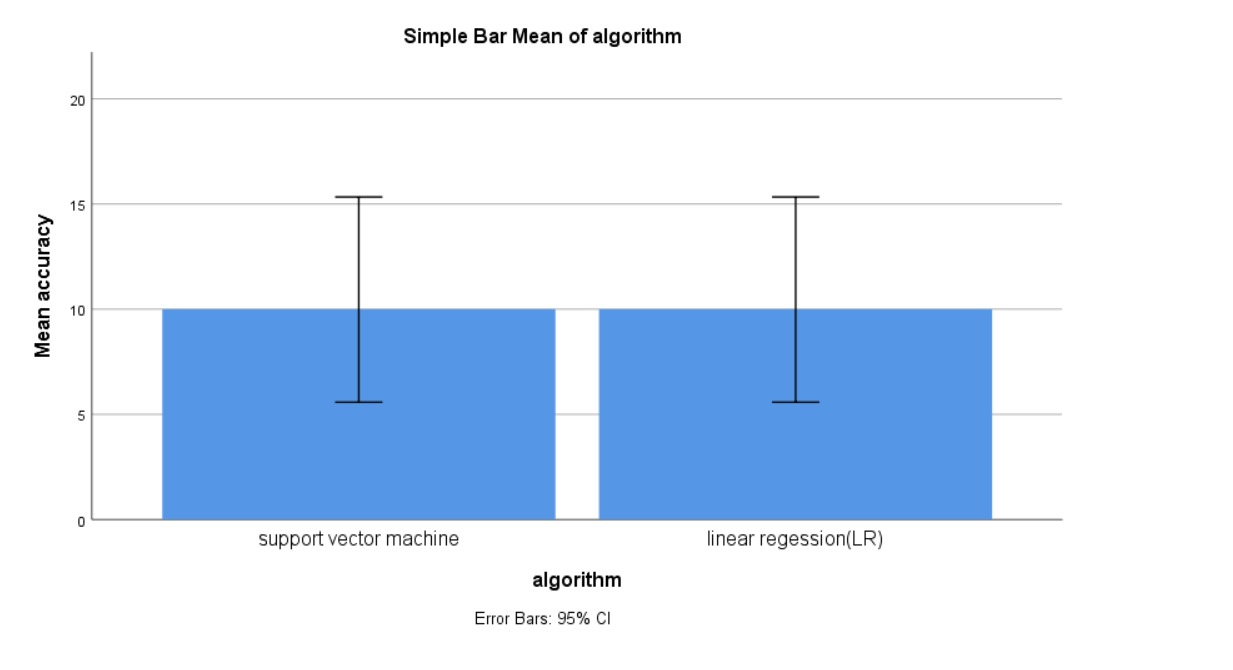 Simple Bar Mean of algorithm
20
15
10
5
0
Mean accuracy
support vector machine
linear regession(LR)
algorithm
Error Bars: 95% CI